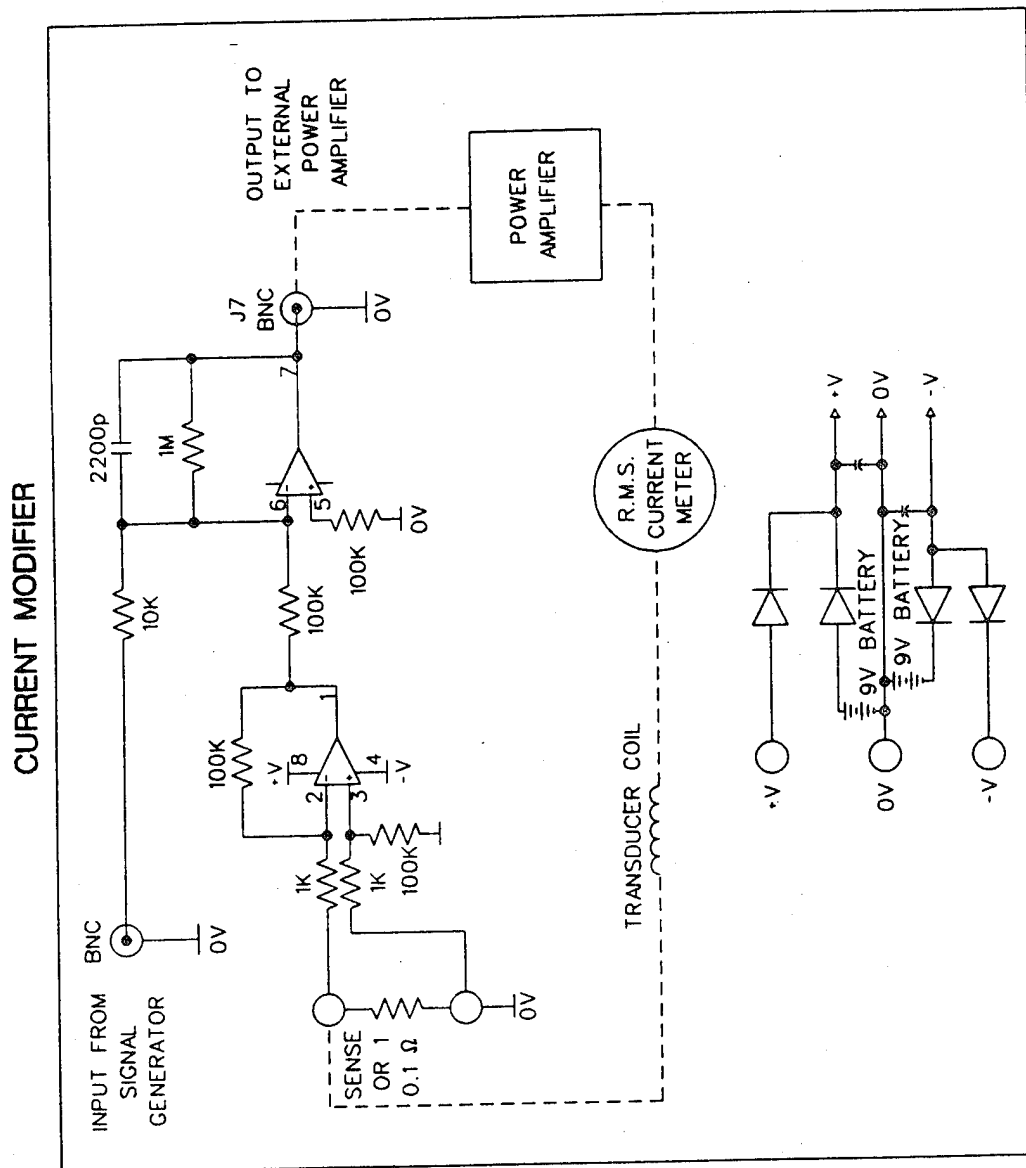 CURRENT MODIFIER
INPUT FROM
SIGNAL
GENERATOR
BNC
0V
10K
2200p
1M
J7
BNC
0V
OUTPUT TO
EXTERNAL
POWER
AMPLIFIER
100K
+V
8
2
3
1
4
-V
1K
1K
100K
100K
6
5
7
100K
0V
SENSE
OR 1
0.1 Ω
0V
POWER
AMPLIFIER
R.M.S.
CURRENT
METER
TRANSDUCER COIL
+V
0V
-V
9V BATTERY
9V BATTERY
+V
0V
-V